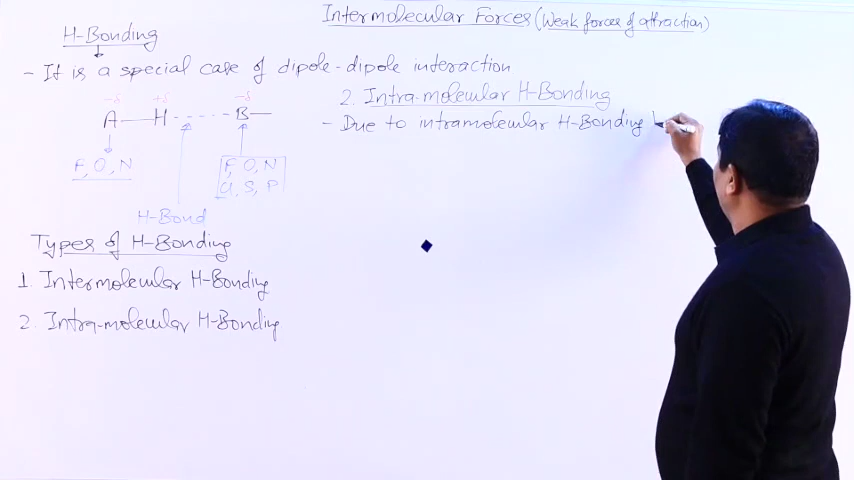 Intermolecular Forces (Weak forces of attraction)
H-Bonding
- It is a special case of dipole-dipole interaction
-δ +δ -δ
A — H ----- B —
F, O, N
F, O, N
Cl, S, P
H-Bond
Types of H-Bonding
1. Intermolecular H-Bonding
2. Intra-molecular H-Bonding
2. Intra-molecular H-Bonding
- Due to intramolecular H-Bonding